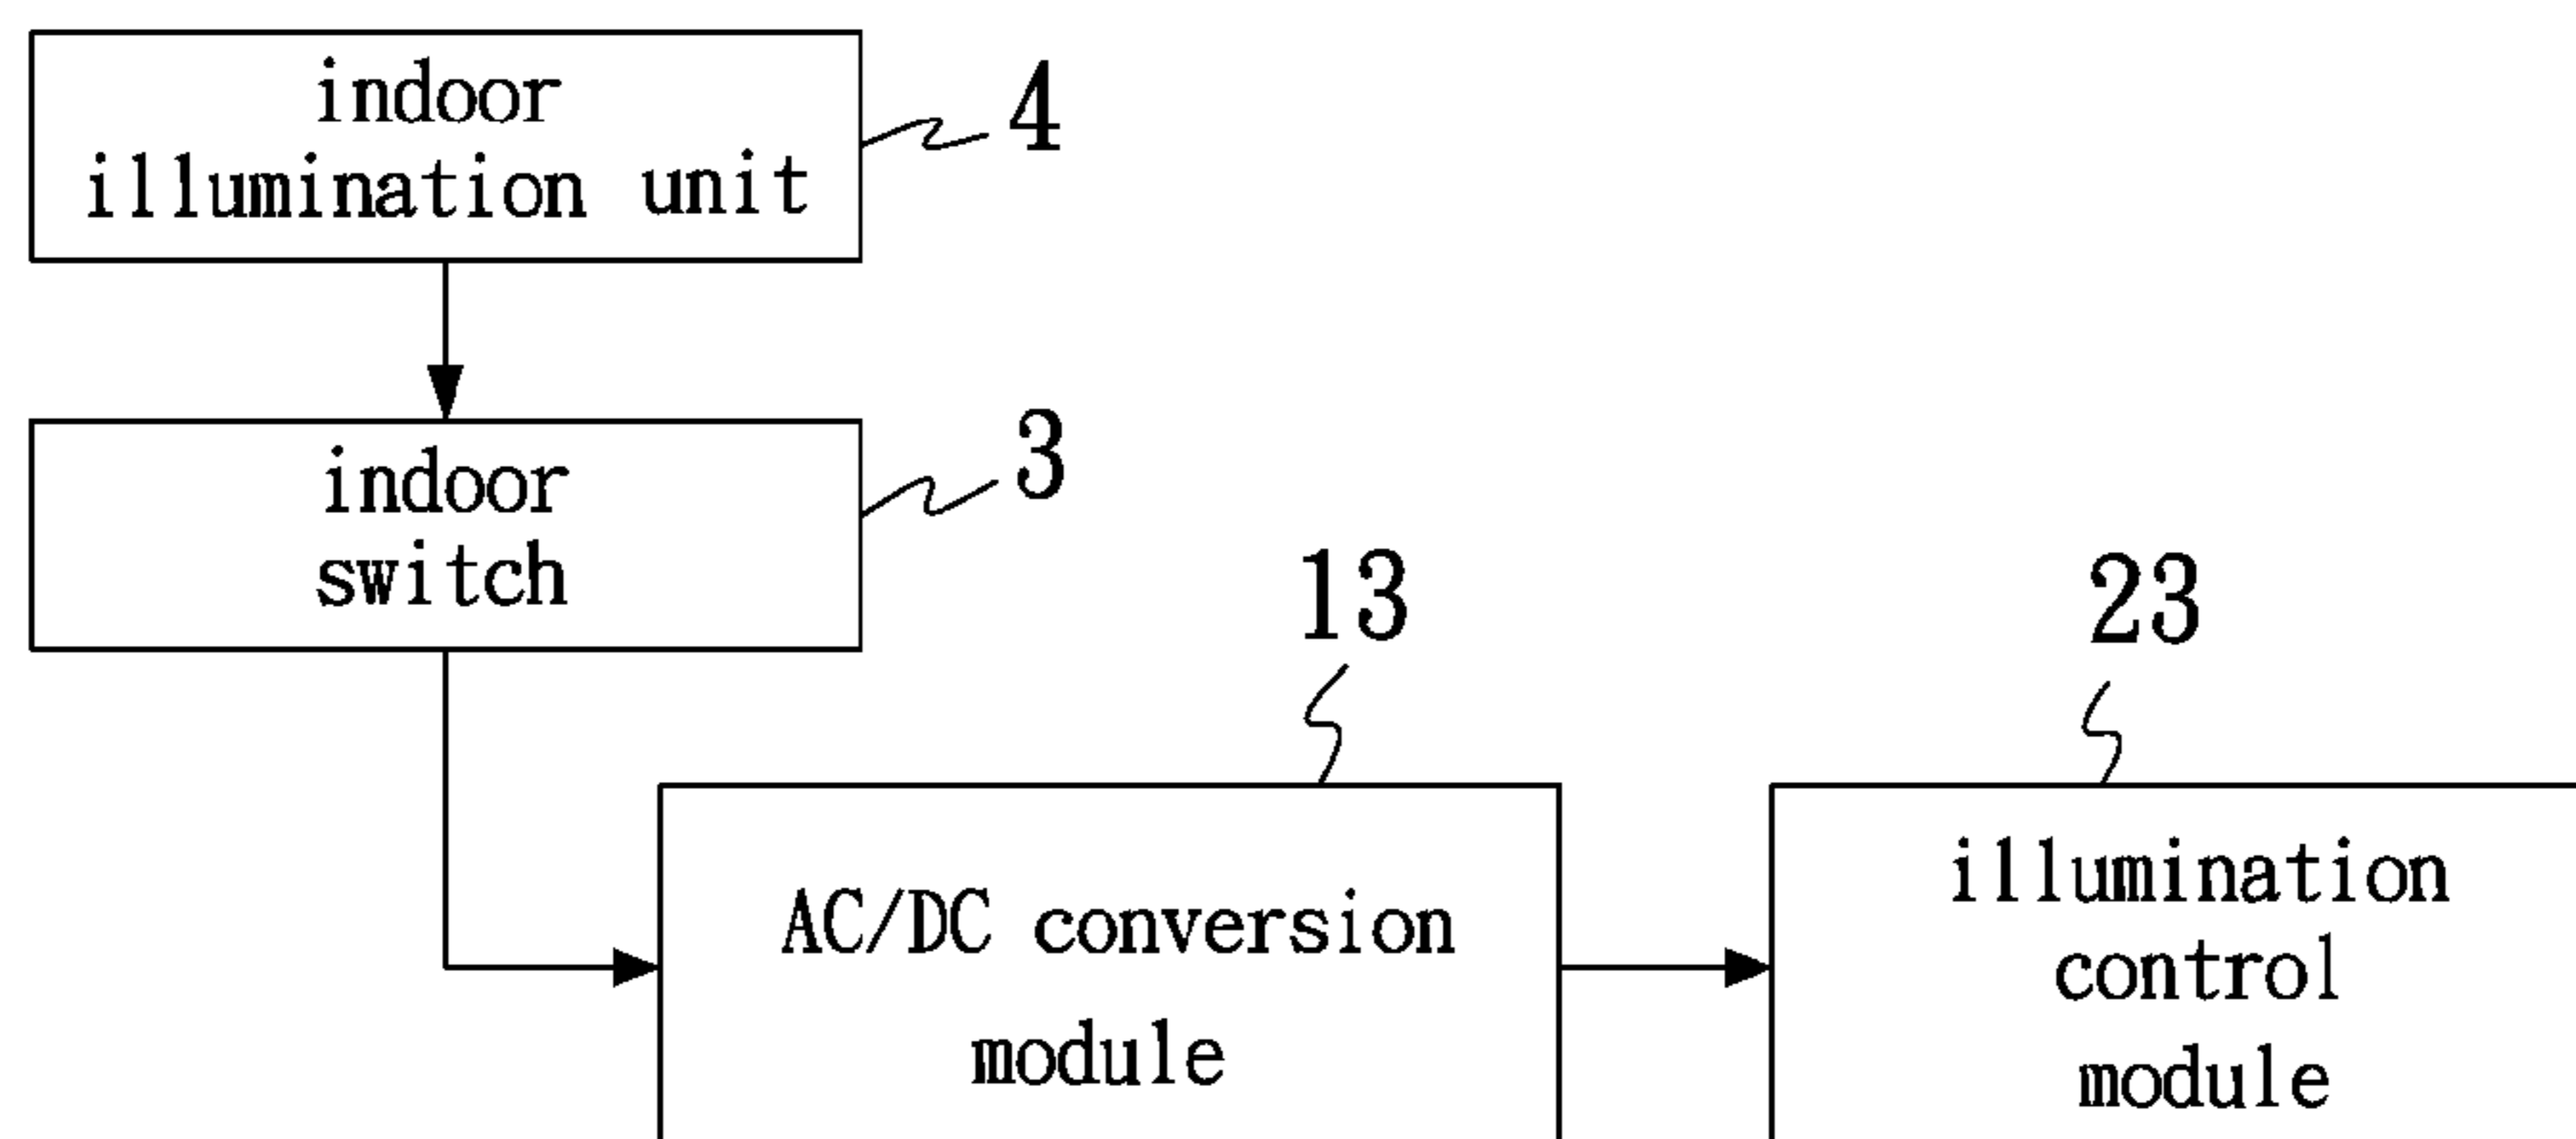 indoor
illumination unit
4
indoor
switch
3
13
23
AC/DC conversion
module
illumination
control
module